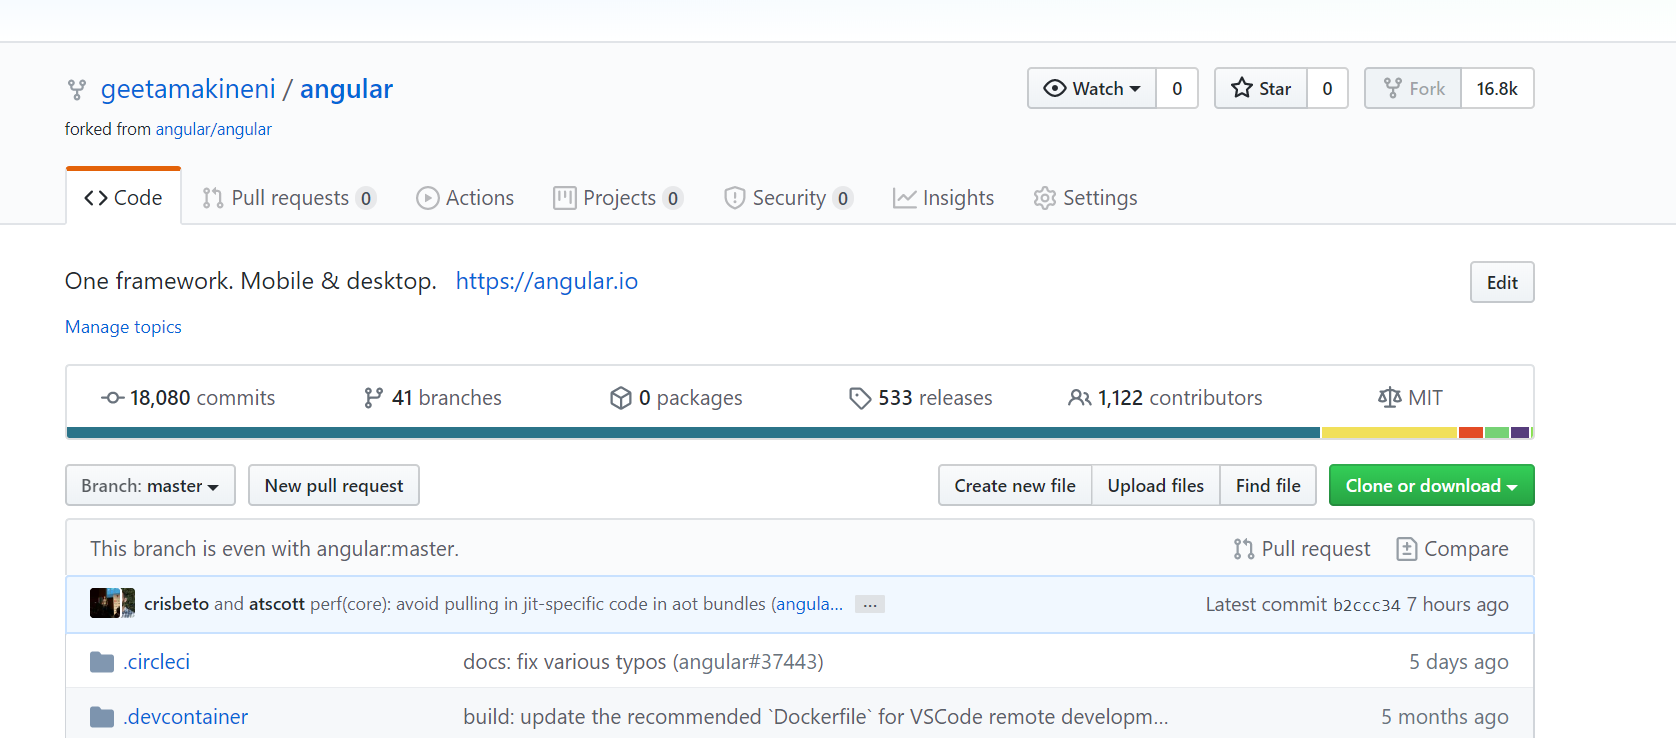 geetamakineni / angular
Watch 0 Star 0 Fork 16.8k
forked from angular/angular
Code Pull requests 0 Actions Projects 0 Security 0 Insights Settings
One framework. Mobile & desktop. https://angular.io
Edit
Manage topics
18,080 commits 41 branches 0 packages 533 releases 1,122 contributors MIT
Branch: master New pull request Create new file Upload files Find file Clone or download
This branch is even with angular:master. Pull request Compare
crisbeto and atscott perf(core): avoid pulling in jit-specific code in aot bundles (angula... ... Latest commit b2ccc34 7 hours ago
.circleci docs: fix various typos (angular#37443) 5 days ago
.devcontainer build: update the recommended `Dockerfile` for VSCode remote developm... 5 months ago